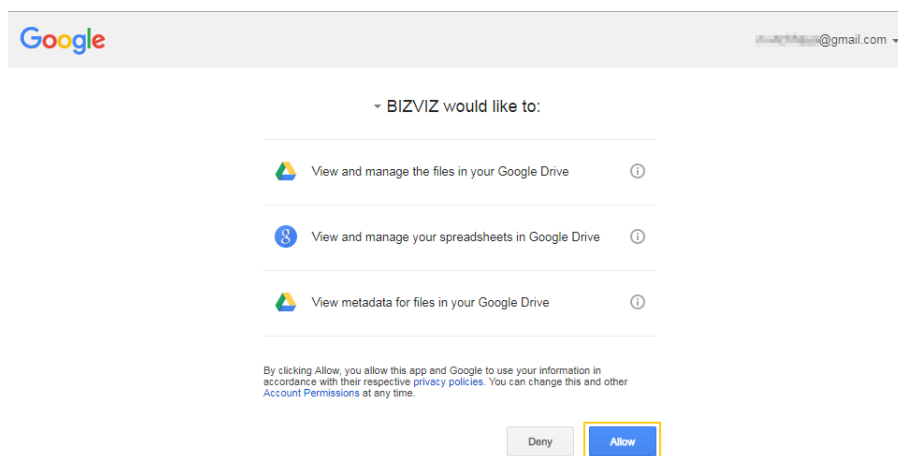 Google
@gmail.com
BIZVIZ would like to:
View and manage the files in your Google Drive
8 View and manage your spreadsheets in Google Drive
View metadata for files in your Google Drive
By clicking Allow, you allow this app and Google to use your information in
accordance with their respective privacy policies. You can change this and other
Account Permissions at any time.
Deny
Allow